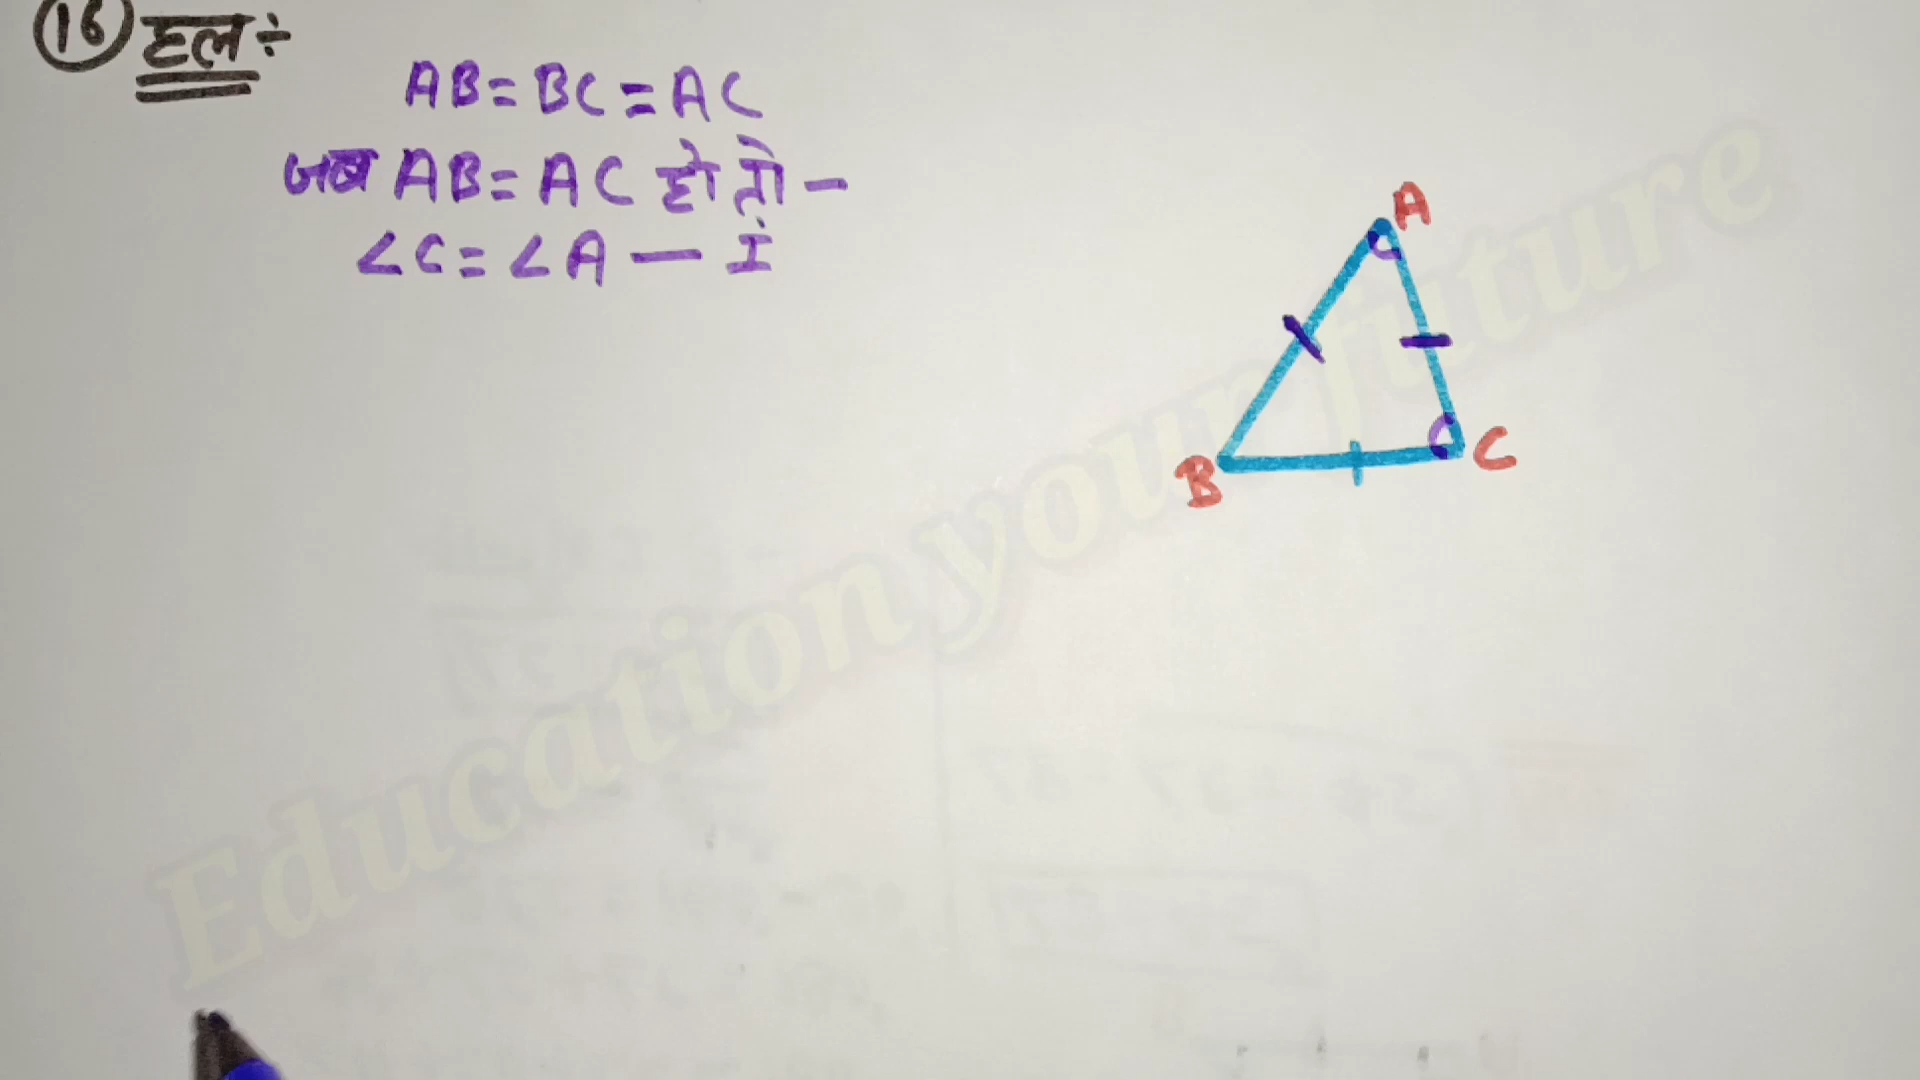 16 हल ÷
AB = BC = AC
जब AB = AC हो तो -
∠C = ∠A — I
A
B
C
Education your future